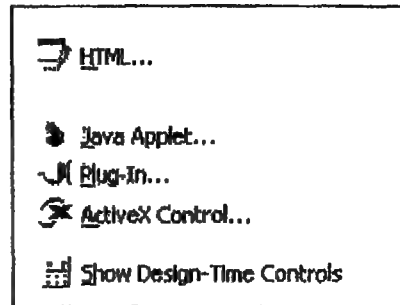 HTML...
Java Applet...
Plug-In...
ActiveX Control...
Show Design-Time Controls